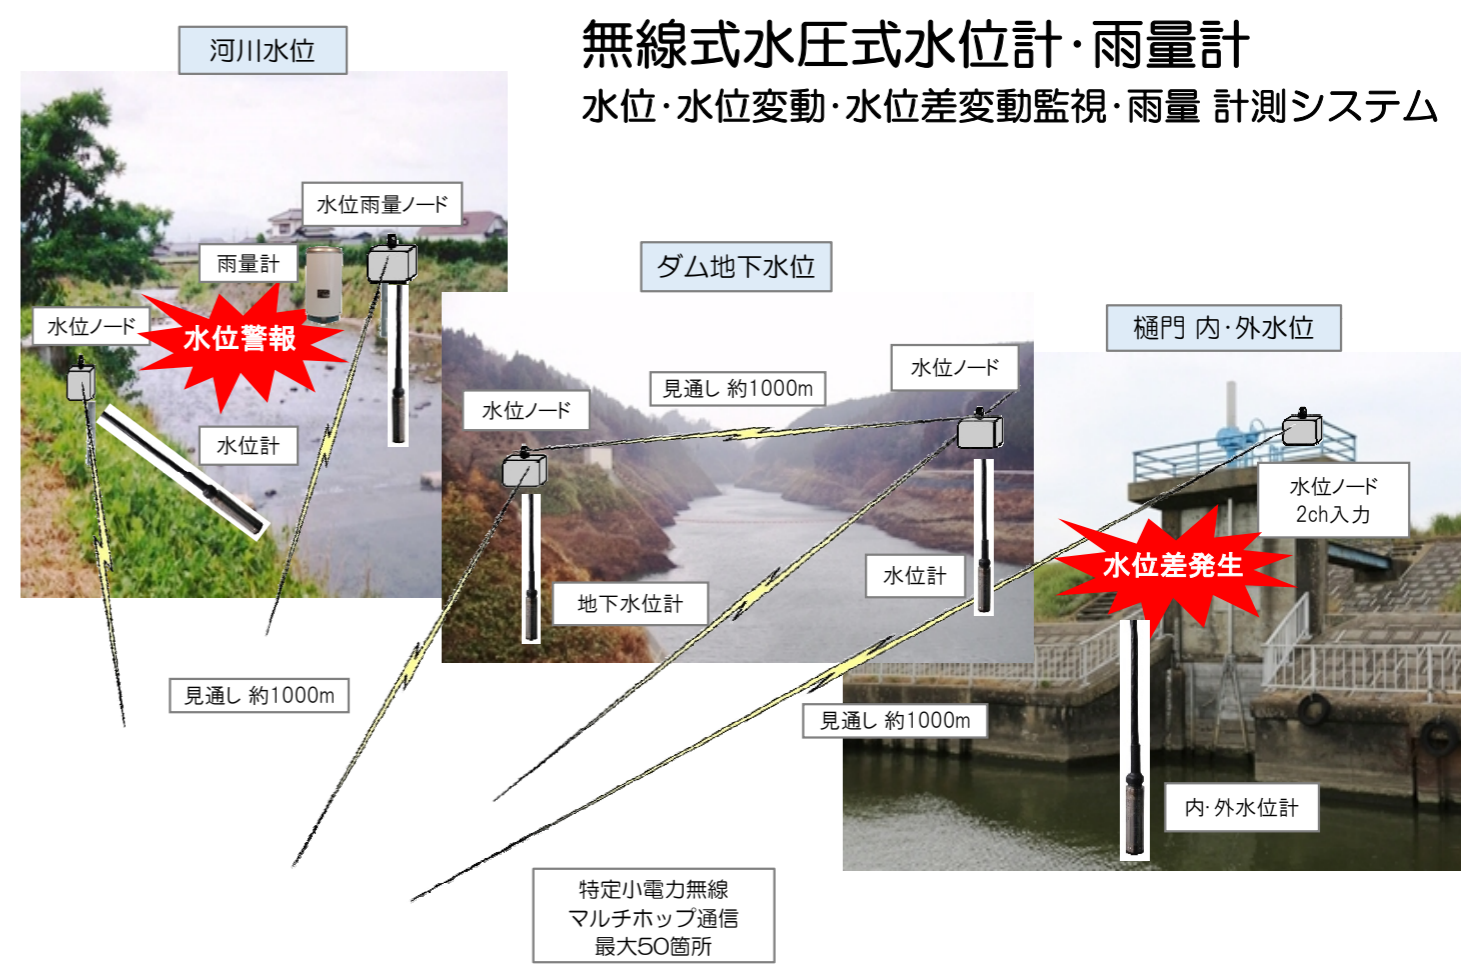 無線式水圧式水位計・雨量計
水位・水位変動・水位差変動監視・雨量 計測システム
河川水位
水位雨量ノード
雨量計
水位ノード
水位警報
水位計
見通し 約1000m
ダム地下水位
見通し 約1000m
水位ノード
水位ノード
地下水位計
水位計
樋門 内・外水位
水位ノード
2ch入力
水位差発生
見通し 約1000m
内・外水位計
特定小電力無線
マルチホップ通信
最大50箇所